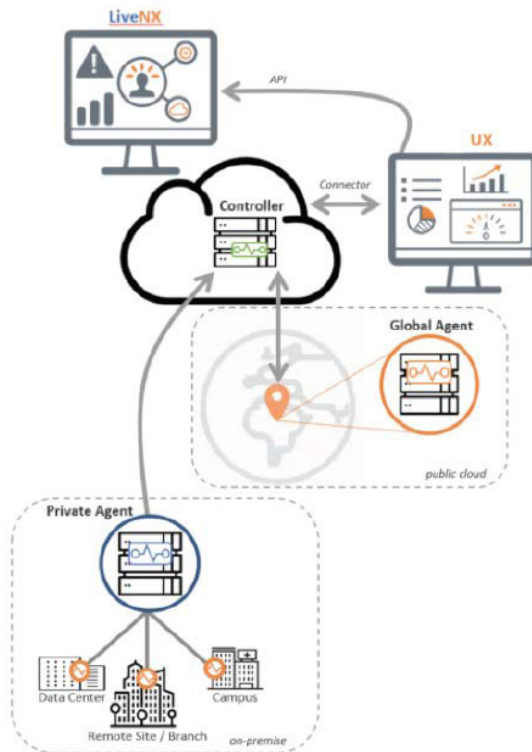 LiveNX
API
UX
Connector
Controller
Global Agent
public cloud
Private Agent
Data Center
Campus
Remote Site / Branch
on-premise